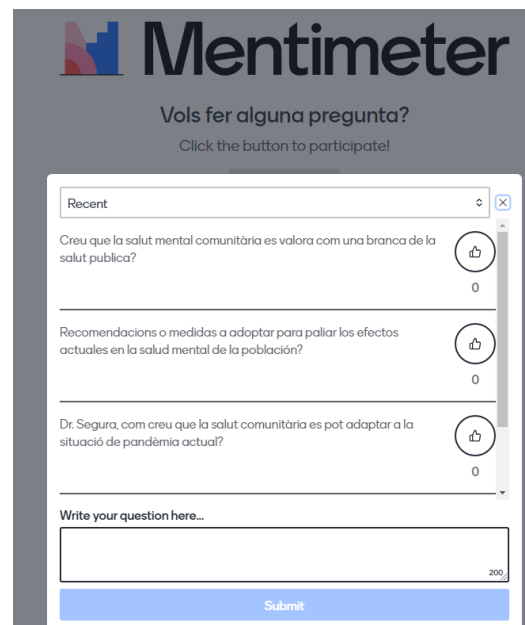 Mentimeter
Vols fer alguna pregunta?
Click the button to participate!
Recent
Creu que la salut mental comunitària es valora com una branca de la
salut publica?
0
Recomendacions o medidas a adoptar para paliar los efectos
actuales en la salud mental de la población?
0
Dr. Segura, com creu que la salut comunitària es pot adaptar a la
situació de pandèmia actual?
0
Write your question here...
200
Submit